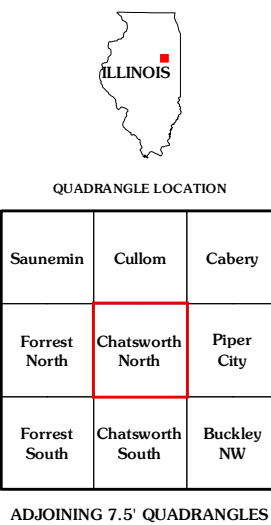 ILLINOIS
QUADRANGLE LOCATION
Saunemin
Cullom
Cabery
Forrest
North
Chatsworth
North
Piper
City
Forrest
South
Chatsworth
South
Buckley
NW
ADJOINING 7.5' QUADRANGLES